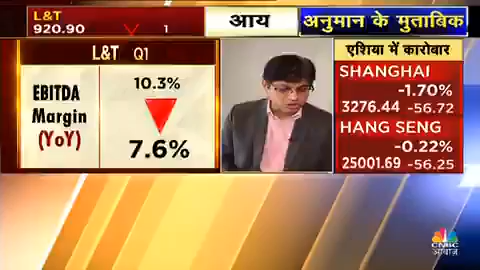 L&T
920.90
1
आय
अनुमान के मुताबिक
L&T Q1
EBITDA
Margin
(YoY)
10.3%
7.6%
एशिया में कारोबार
SHANGHAI
-1.70%
3276.44 -56.72
HANG SENG
-0.22%
25001.69 -56.25
CNBC
आवाज़